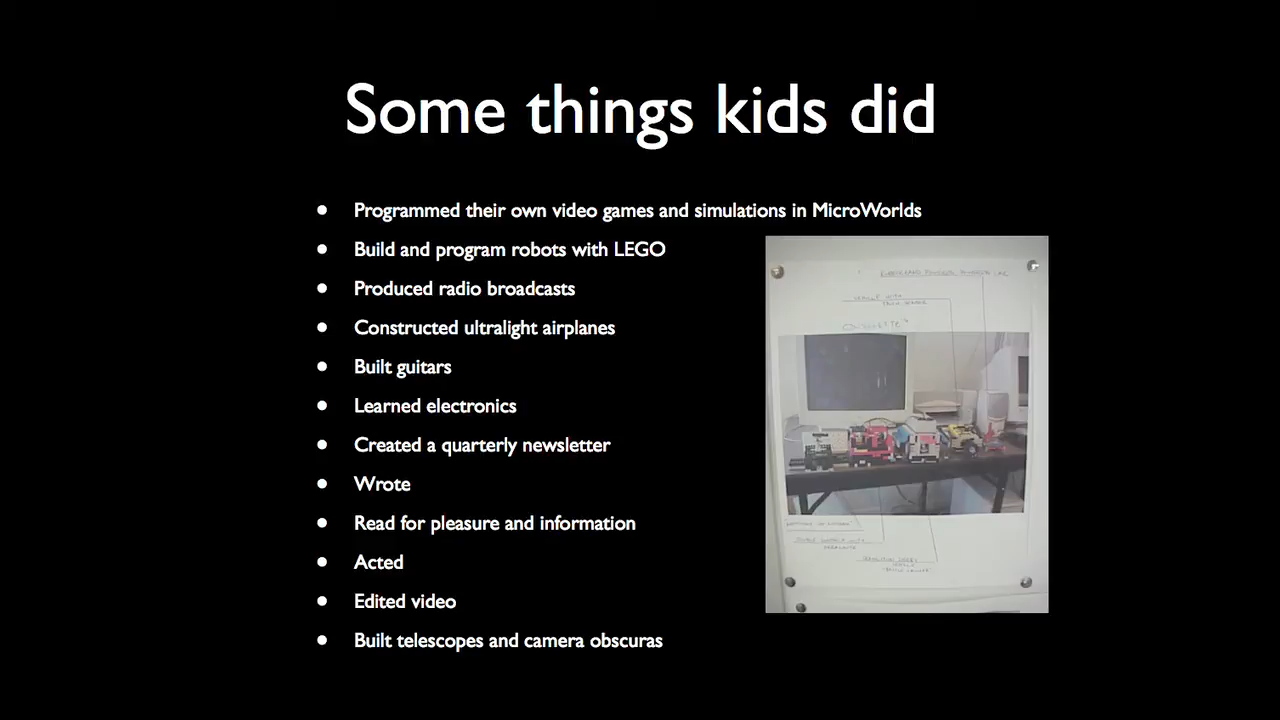 Some things kids did
Programmed their own video games and simulations in MicroWorlds
Build and program robots with LEGO
Produced radio broadcasts
Constructed ultralight airplanes
Built guitars
Learned electronics
Created a quarterly newsletter
Wrote
Read for pleasure and information
Acted
Edited video
Built telescopes and camera obscuras
VEHICLE WITH